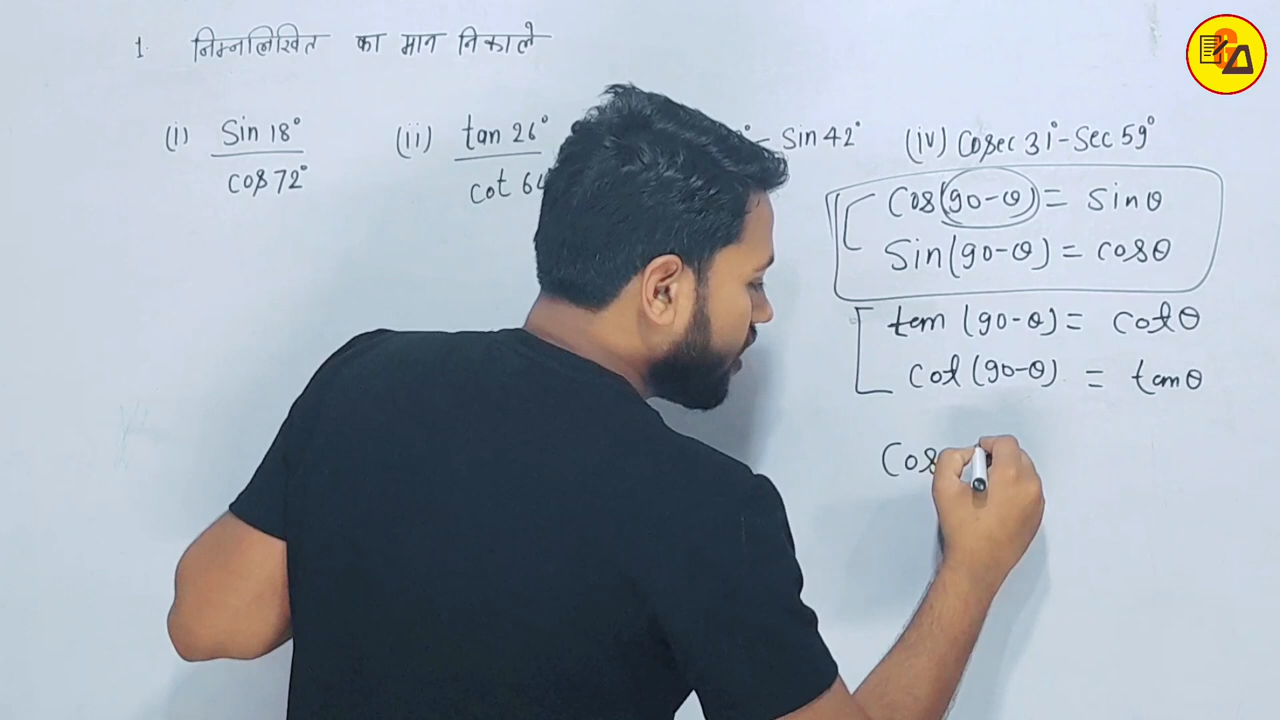 1. निम्नलिखित का मान निकाले
(i) Sin 18° / cos 72° (ii) tan 26° / cot 64 ° - Sin 42° (iv) Cosec 31° - Sec 59°
Cos(90-θ) = Sinθ
Sin(90-θ) = cosθ
tan (90-θ) = cotθ
Cot (90-θ) = tanθ
Cos